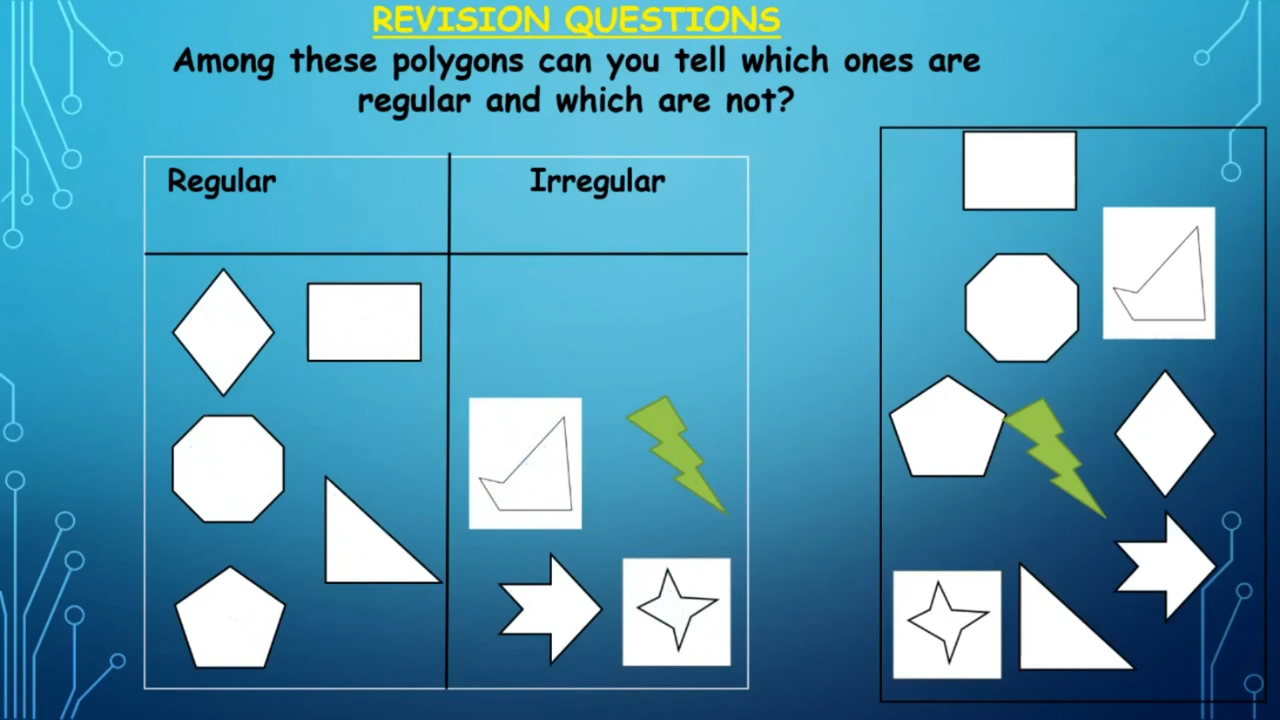 REVISION QUESTIONS
Among these polygons can you tell which ones are
regular and which are not?
Regular
Irregular